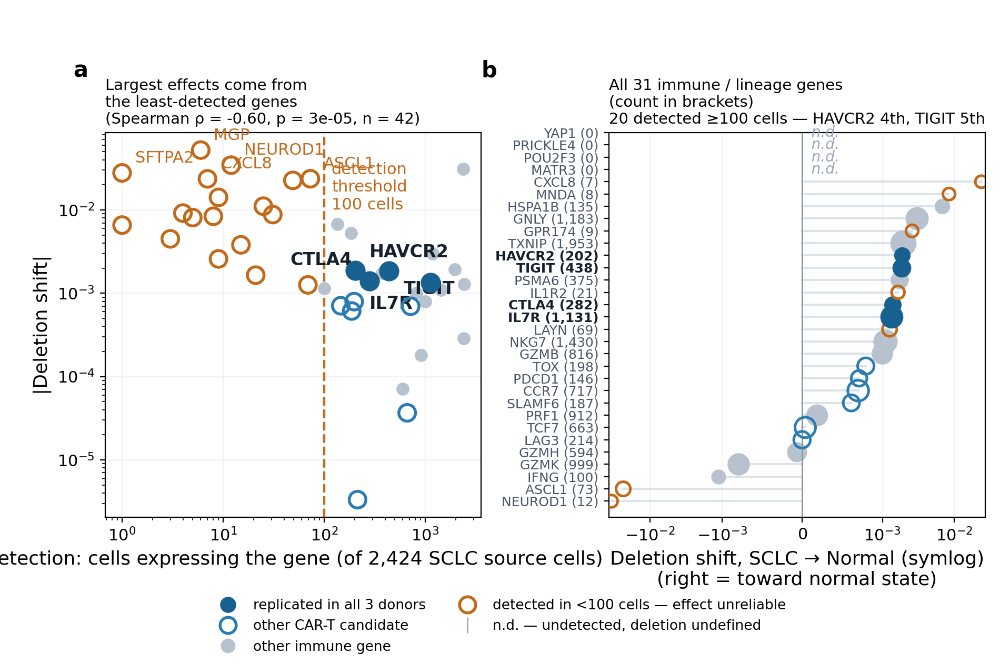 a
Largest effects come from
the least-detected genes
(Spearman ρ = -0.60, p = 3e-05, n = 42)
MGP
NEUROD1
SFTPA2
CXCL8
ASCL1
detection
threshold
100 cells
HAVCR2
CTLA4
TIGIT
IL7R
|Deletion shift|
10⁻²
10⁻³
10⁻⁴
10⁻⁵
10⁰
10¹
10²
10³
etection: cells expressing the gene (of 2,424 SCLC source cells)
b
All 31 immune / lineage genes
(count in brackets)
20 detected ≥100 cells — HAVCR2 4th, TIGIT 5th
YAP1 (0)
n.d.
PRICKLE4 (0)
n.d.
POU2F3 (0)
n.d.
MATR3 (0)
n.d.
CXCL8 (7)
MNDA (8)
HSPA1B (135)
GNLY (1,183)
GPR174 (9)
TXNIP (1,953)
HAVCR2 (202)
TIGIT (438)
PSMA6 (375)
IL1R2 (21)
CTLA4 (282)
IL7R (1,131)
LAYN (69)
NKG7 (1,430)
GZMB (816)
TOX (198)
PDCD1 (146)
CCR7 (717)
SLAMF6 (187)
PRF1 (912)
TCF7 (663)
LAG3 (214)
GZMH (594)
GZMK (999)
IFNG (100)
ASCL1 (73)
NEUROD1 (12)
−10⁻²
−10⁻³
0
10⁻³
10⁻²
Deletion shift, SCLC → Normal (symlog)
(right = toward normal state)
replicated in all 3 donors
other CAR-T candidate
other immune gene
detected in <100 cells — effect unreliable
n.d. — undetected, deletion undefined